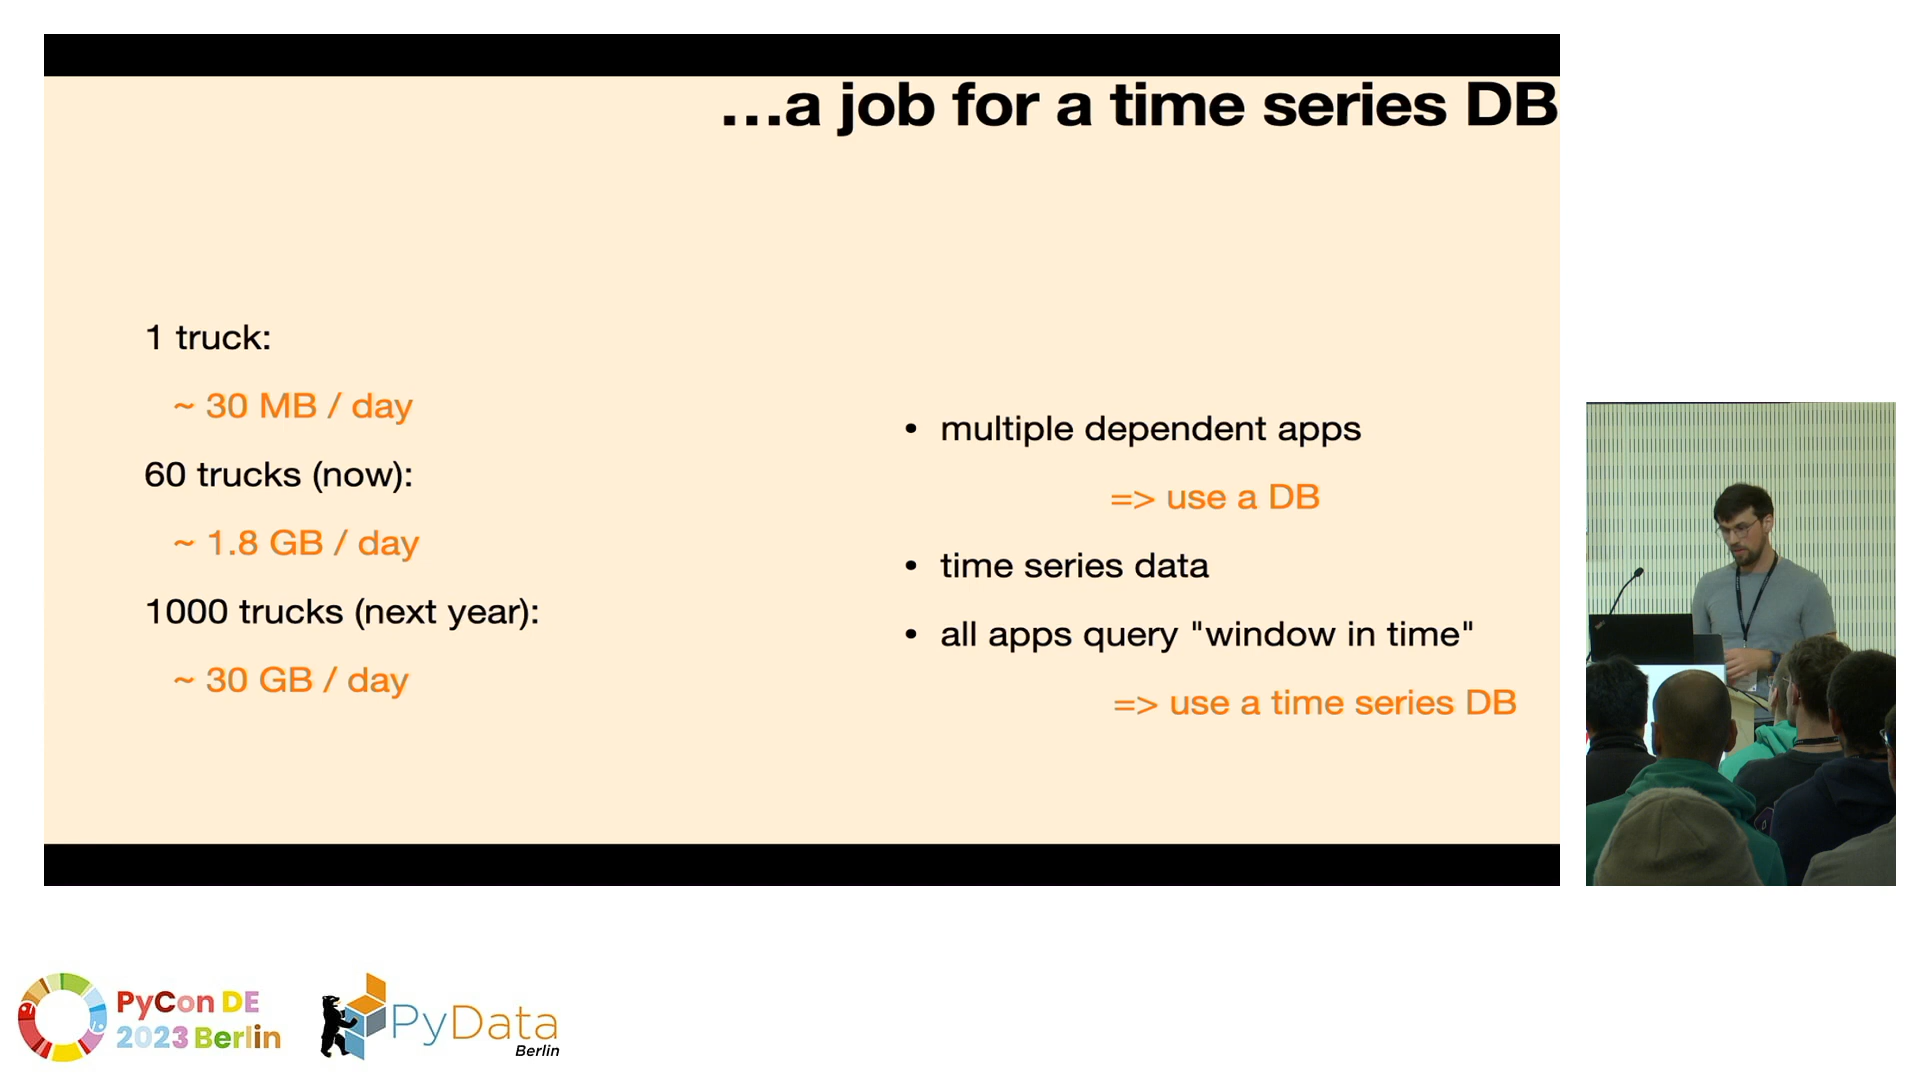 …a job for a time series DB
1 truck:
~ 30 MB / day
60 trucks (now):
~ 1.8 GB / day
1000 trucks (next year):
~ 30 GB / day
• multiple dependent apps
=> use a DB
• time series data
• all apps query "window in time"
=> use a time series DB
PyCon DE
2023 Berlin
PyData
Berlin